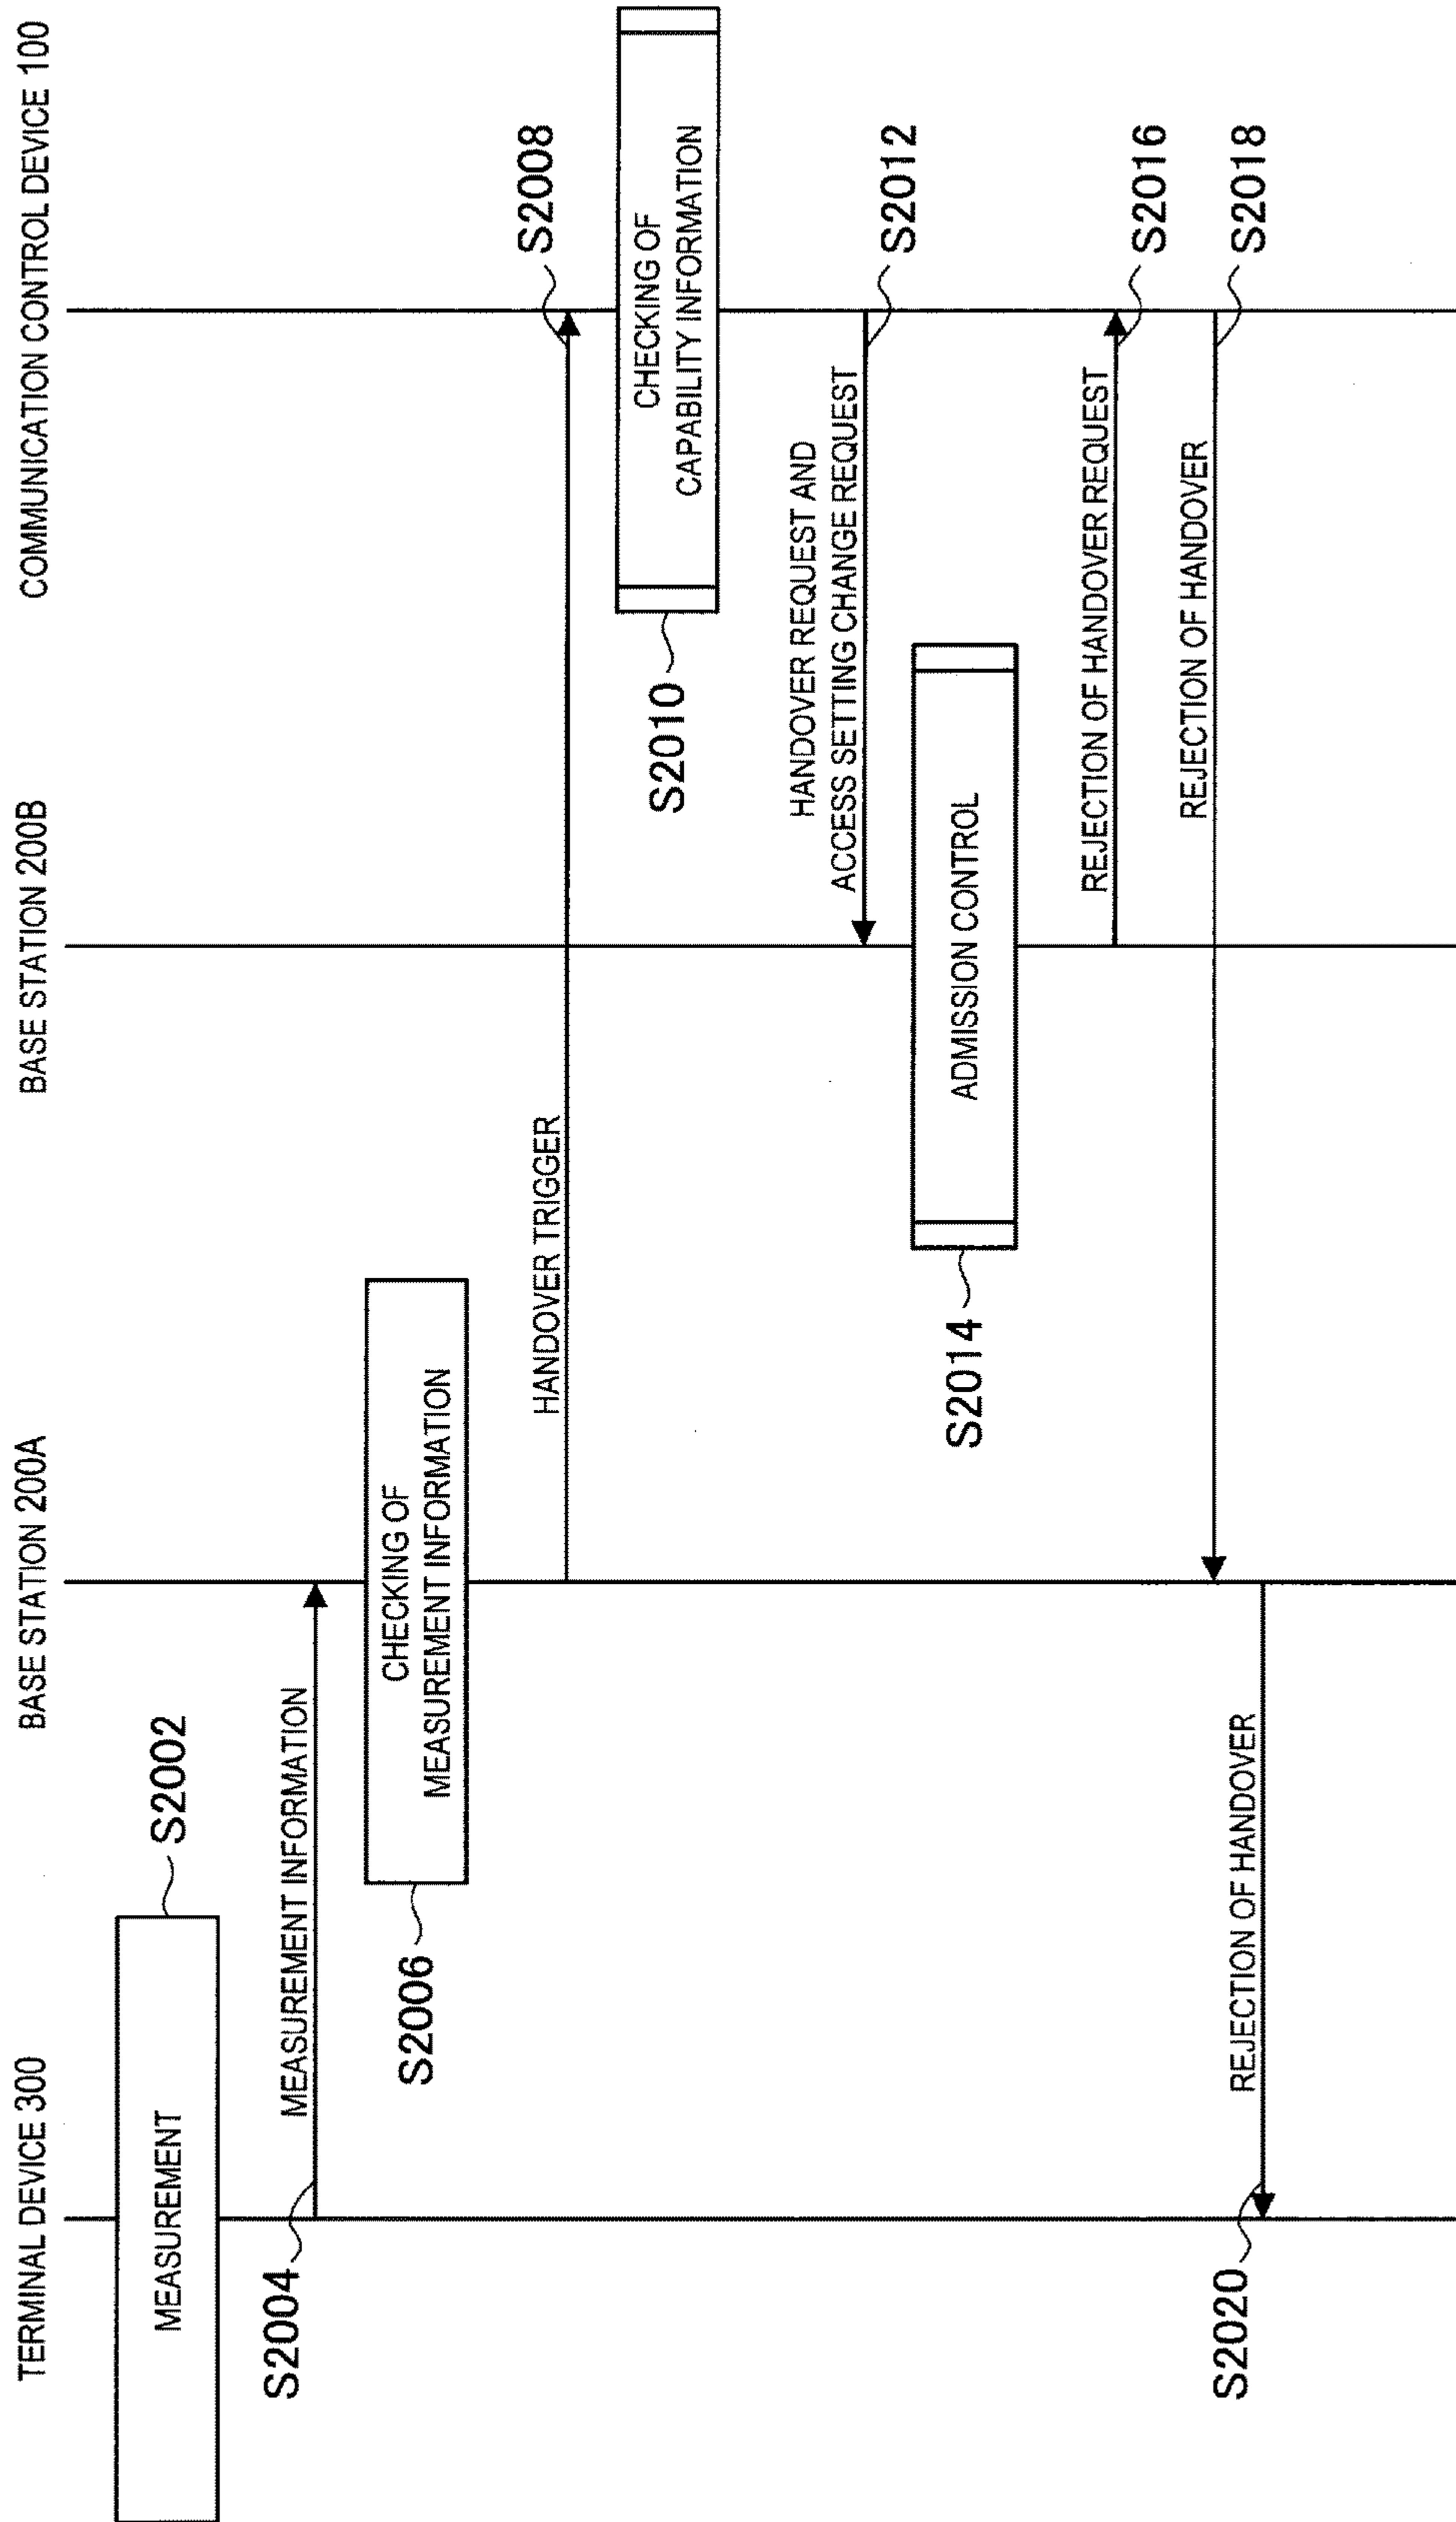 TERMINAL DEVICE 300
BASE STATION 200A
BASE STATION 200B
COMMUNICATION CONTROL DEVICE 100
MEASUREMENT
S2002
S2004
MEASUREMENT INFORMATION
S2006
CHECKING OF
MEASUREMENT INFORMATION
HANDOVER TRIGGER
S2008
S2010
CHECKING OF
CAPABILITY INFORMATION
HANDOVER REQUEST AND
ACCESS SETTING CHANGE REQUEST
S2012
S2014
ADMISSION CONTROL
REJECTION OF HANDOVER REQUEST
S2016
REJECTION OF HANDOVER
S2018
S2020
REJECTION OF HANDOVER